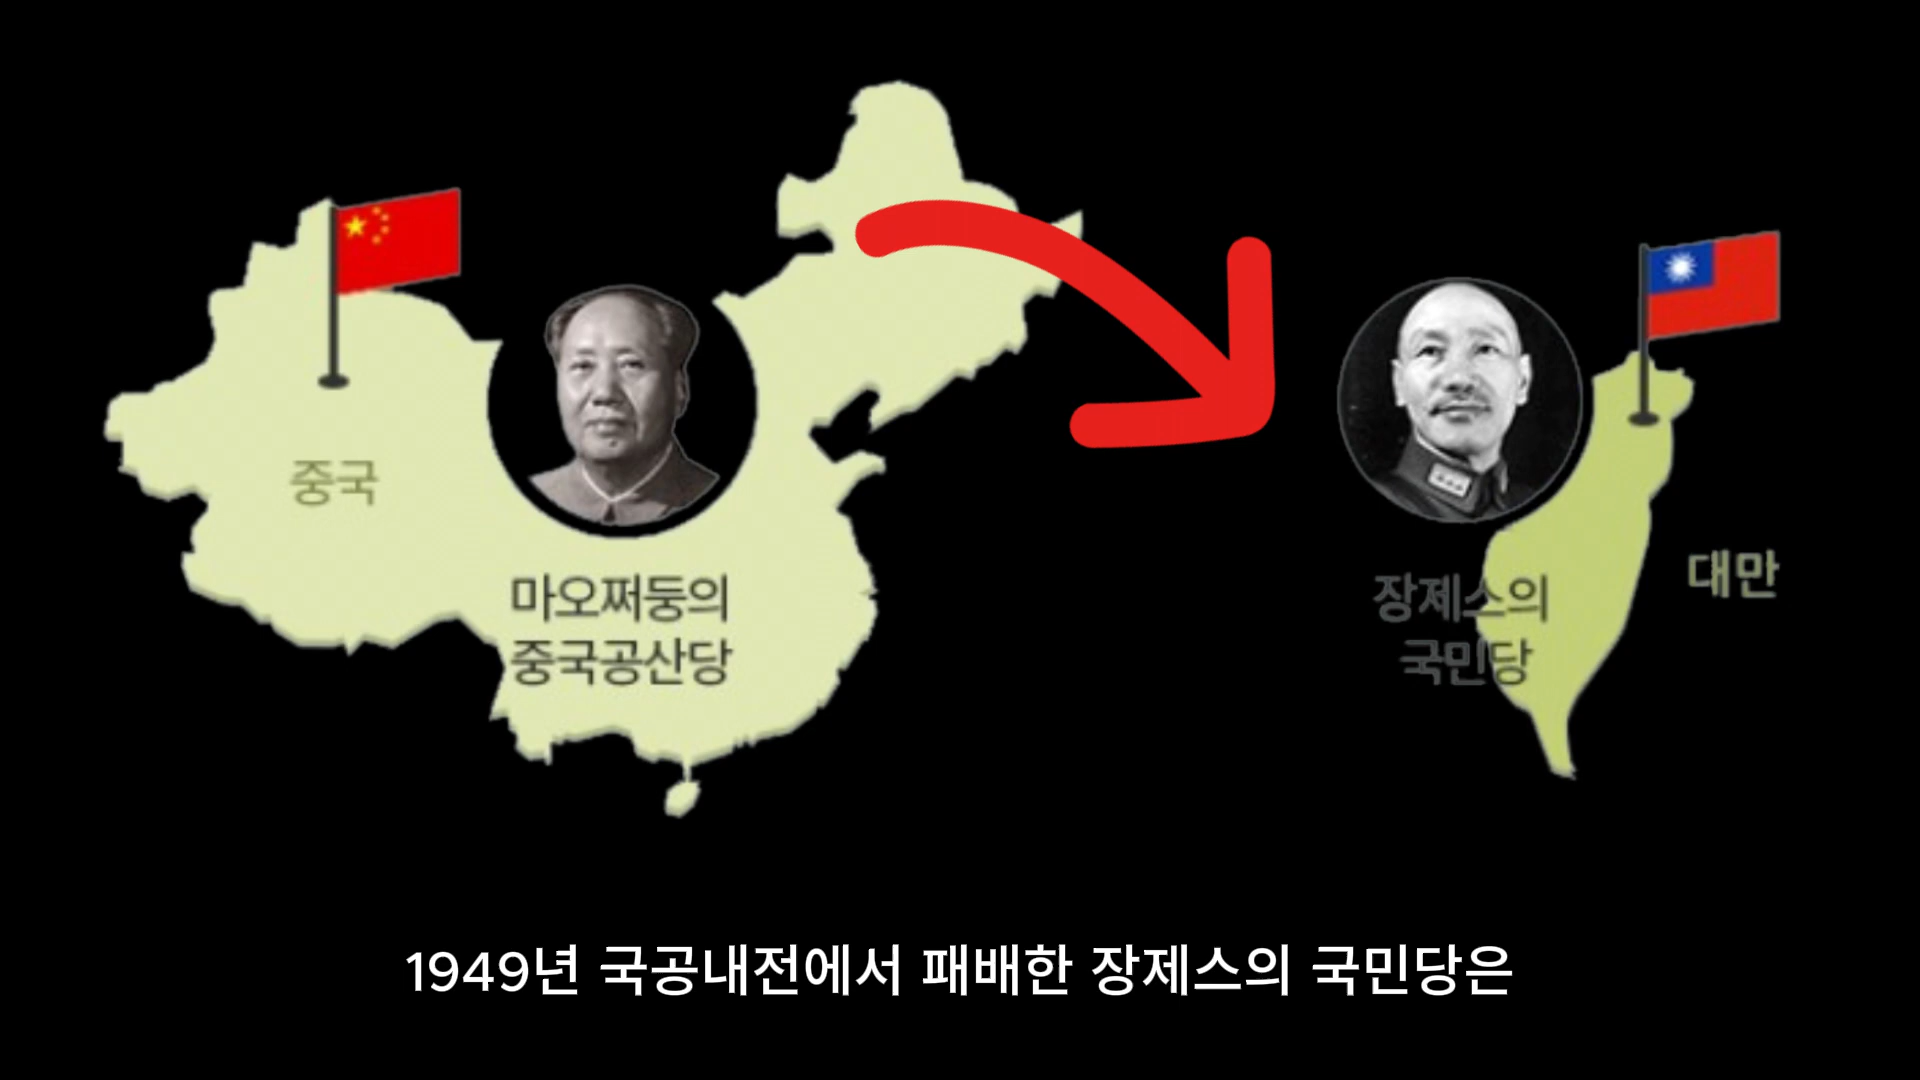 중국
마오쩌둥의
중국공산당
장제스의
국민당
대만
1949년 국공내전에서 패배한 장제스의 국민당은